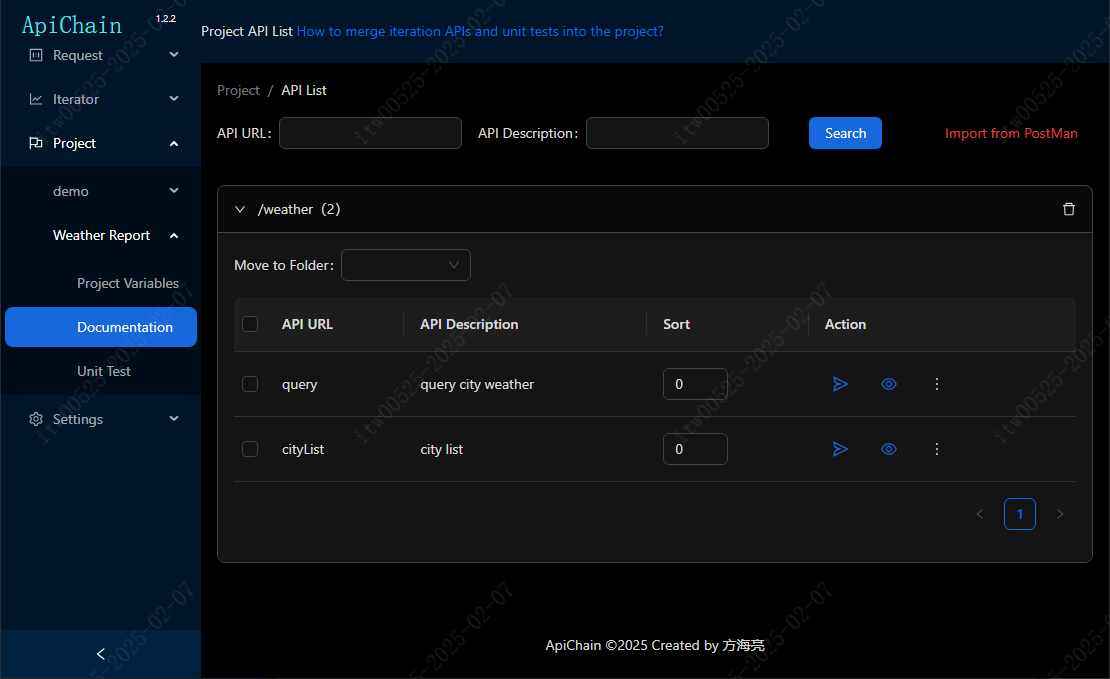 ApiChain 1.2.2
Request
Iterator
Project
demo
Weather Report
Project Variables
Documentation
Unit Test
Settings
Project API List How to merge iteration APIs and unit tests into the project?
Project / API List
API URL: API Description: Search Import from PostMan
/weather (2)
Move to Folder:
API URL API Description Sort Action
query query city weather 0
cityList city list 0
1
ApiChain ©2025 Created by 方海亮
itw00525-2025-02-07